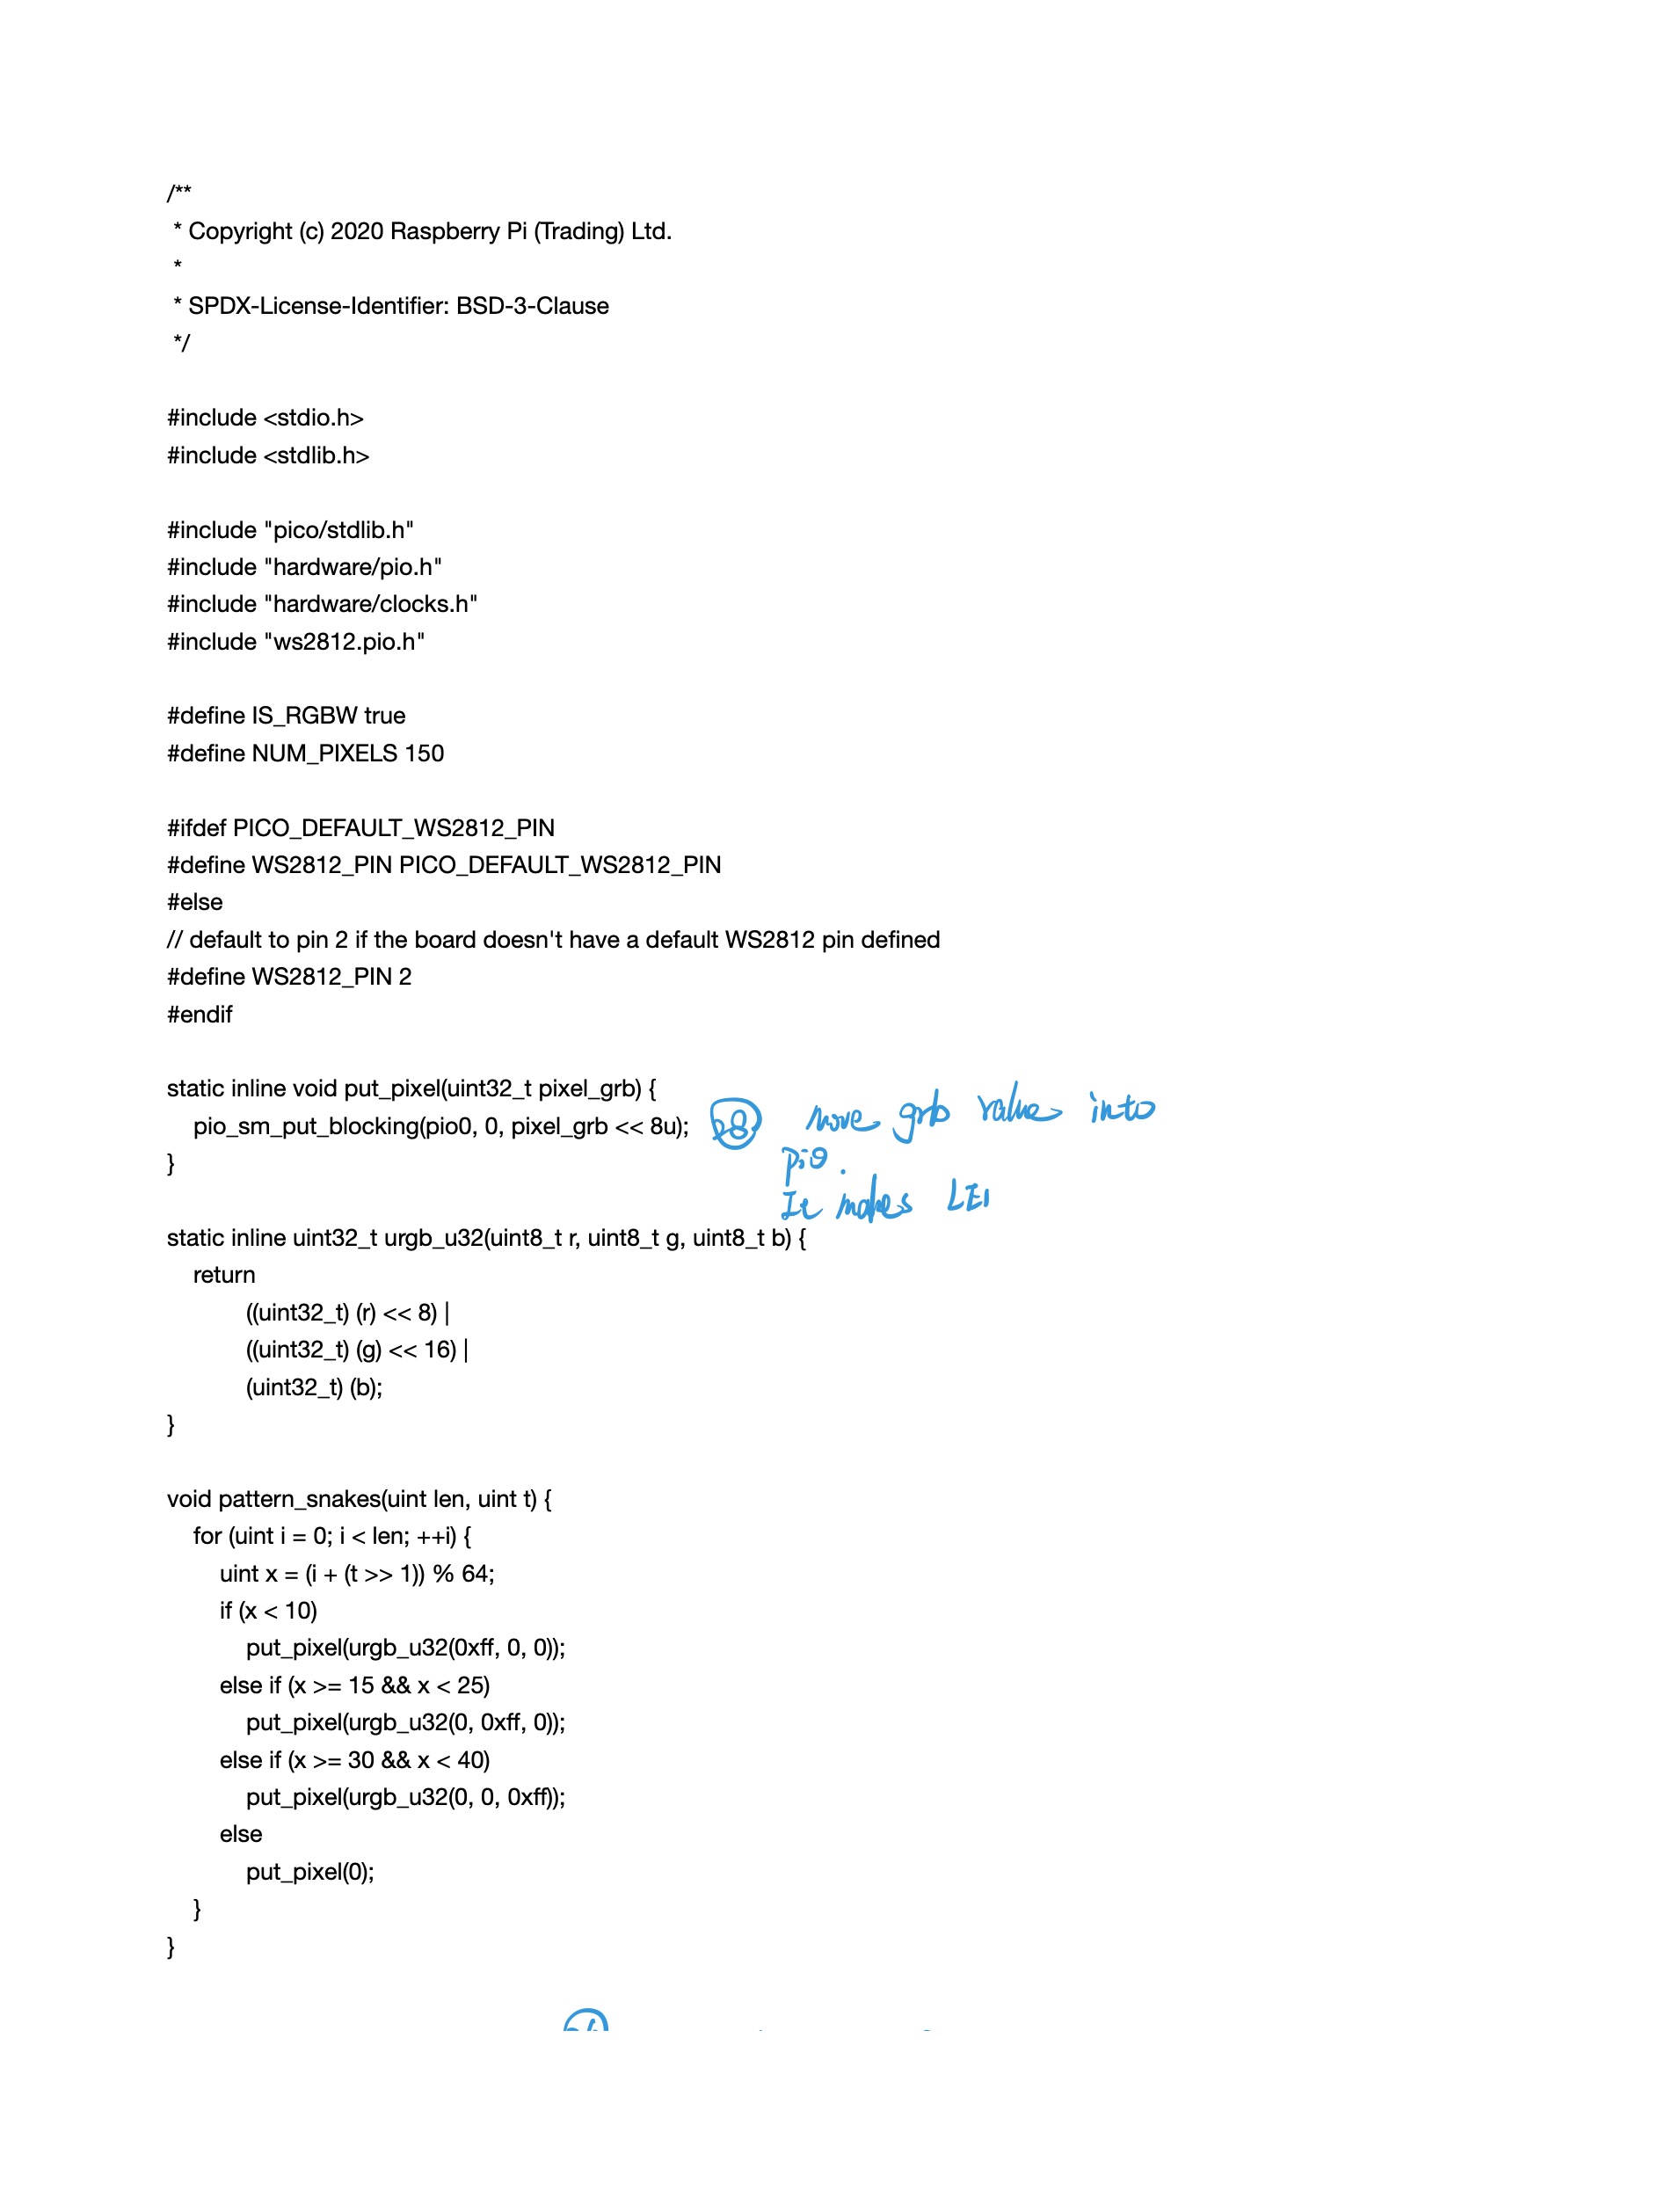 /**
* Copyright (c) 2020 Raspberry Pi (Trading) Ltd.
*
* SPDX-License-Identifier: BSD-3-Clause
*/
#include <stdio.h>
#include <stdlib.h>
#include "pico/stdlib.h"
#include "hardware/pio.h"
#include "hardware/clocks.h"
#include "ws2812.pio.h"
#define IS_RGBW true
#define NUM_PIXELS 150
#ifdef PICO_DEFAULT_WS2812_PIN
#define WS2812_PIN PICO_DEFAULT_WS2812_PIN
#else
// default to pin 2 if the board doesn't have a default WS2812 pin defined
#define WS2812_PIN 2
#endif
static inline void put_pixel(uint32_t pixel_grb) {
pio_sm_put_blocking(pio0, 0, pixel_grb << 8u); 28 move grb value into
pio.
}
It makes LED
static inline uint32_t urgb_u32(uint8_t r, uint8_t g, uint8_t b) {
return
((uint32_t) (r) << 8) |
((uint32_t) (g) << 16) |
(uint32_t) (b);
}
void pattern_snakes(uint len, uint t) {
for (uint i = 0; i < len; ++i) {
uint x = (i + (t >> 1)) % 64;
if (x < 10)
put_pixel(urgb_u32(0xff, 0, 0));
else if (x >= 15 && x < 25)
put_pixel(urgb_u32(0, 0xff, 0));
else if (x >= 30 && x < 40)
put_pixel(urgb_u32(0, 0, 0xff));
else
put_pixel(0);
}
}